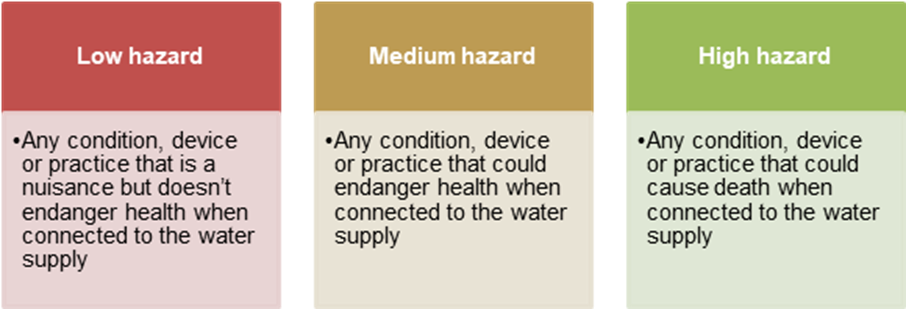 Low hazard
•Any condition, device
or practice that is a
nuisance but doesn’t
endanger health when
connected to the water
supply
Medium hazard
•Any condition, device
or practice that could
endanger health when
connected to the water
supply
High hazard
•Any condition, device
or practice that could
cause death when
connected to the water
supply